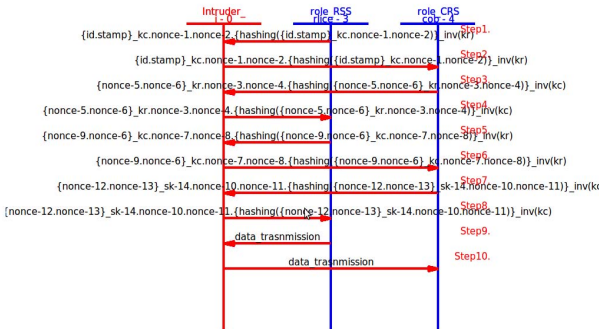 Intruder_ role_RSS role_CRS
i - 0 rlice - 3 cob - 4
Step1.
{id.stamp}_kc.nonce-1.nonce-2.{hashing({id.stamp}_kc.nonce-1.nonce-2)}_inv(kr)
Step2.
{id.stamp}_kc.nonce-1.nonce-2.{hashing({id.stamp}_kc.nonce-1.nonce-2)}_inv(kr)
Step3
{nonce-5.nonce-6}_kr.nonce-3.nonce-4.{hashing({nonce-5.nonce-6}_kr.nonce-3.nonce-4)}_inv(kc)
Step4
{nonce-5.nonce-6}_kr.nonce-3.nonce-4.{hashing({nonce-5.nonce-6}_kr.nonce-3.nonce-4)}_inv(kc)
Step5
{nonce-9.nonce-6}_kc.nonce-7.nonce-8.{hashing({nonce-9.nonce-6}_kc.nonce-7.nonce-8)}_inv(kr)
Step6
{nonce-9.nonce-6}_kc.nonce-7.nonce-8.{hashing({nonce-9.nonce-6}_kc.nonce-7.nonce-8)}_inv(kr)
Step7
{nonce-12.nonce-13}_sk-14.nonce-10.nonce-11.{hashing({nonce-12.nonce-13}_sk-14.nonce-10.nonce-11)}_inv(kc
Step8.
{nonce-12.nonce-13}_sk-14.nonce-10.nonce-11.{hashing({nonce-12.nonce-13}_sk-14.nonce-10.nonce-11)}_inv(kc)
Step9.
data_trasnmission
Step10.
data_trasnmission